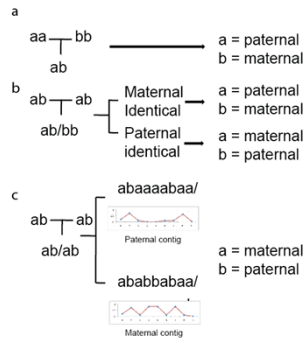 a
aa bb
ab
a = paternal
b = maternal
b
ab ab
ab/bb
Maternal
Identical
a = paternal
b = maternal
Paternal
identical
a = maternal
b = paternal
c
ab ab
ab/ab
abaaaabaa/
Paternal contig
ababbabaa/
Maternal contig
a = maternal
b = paternal